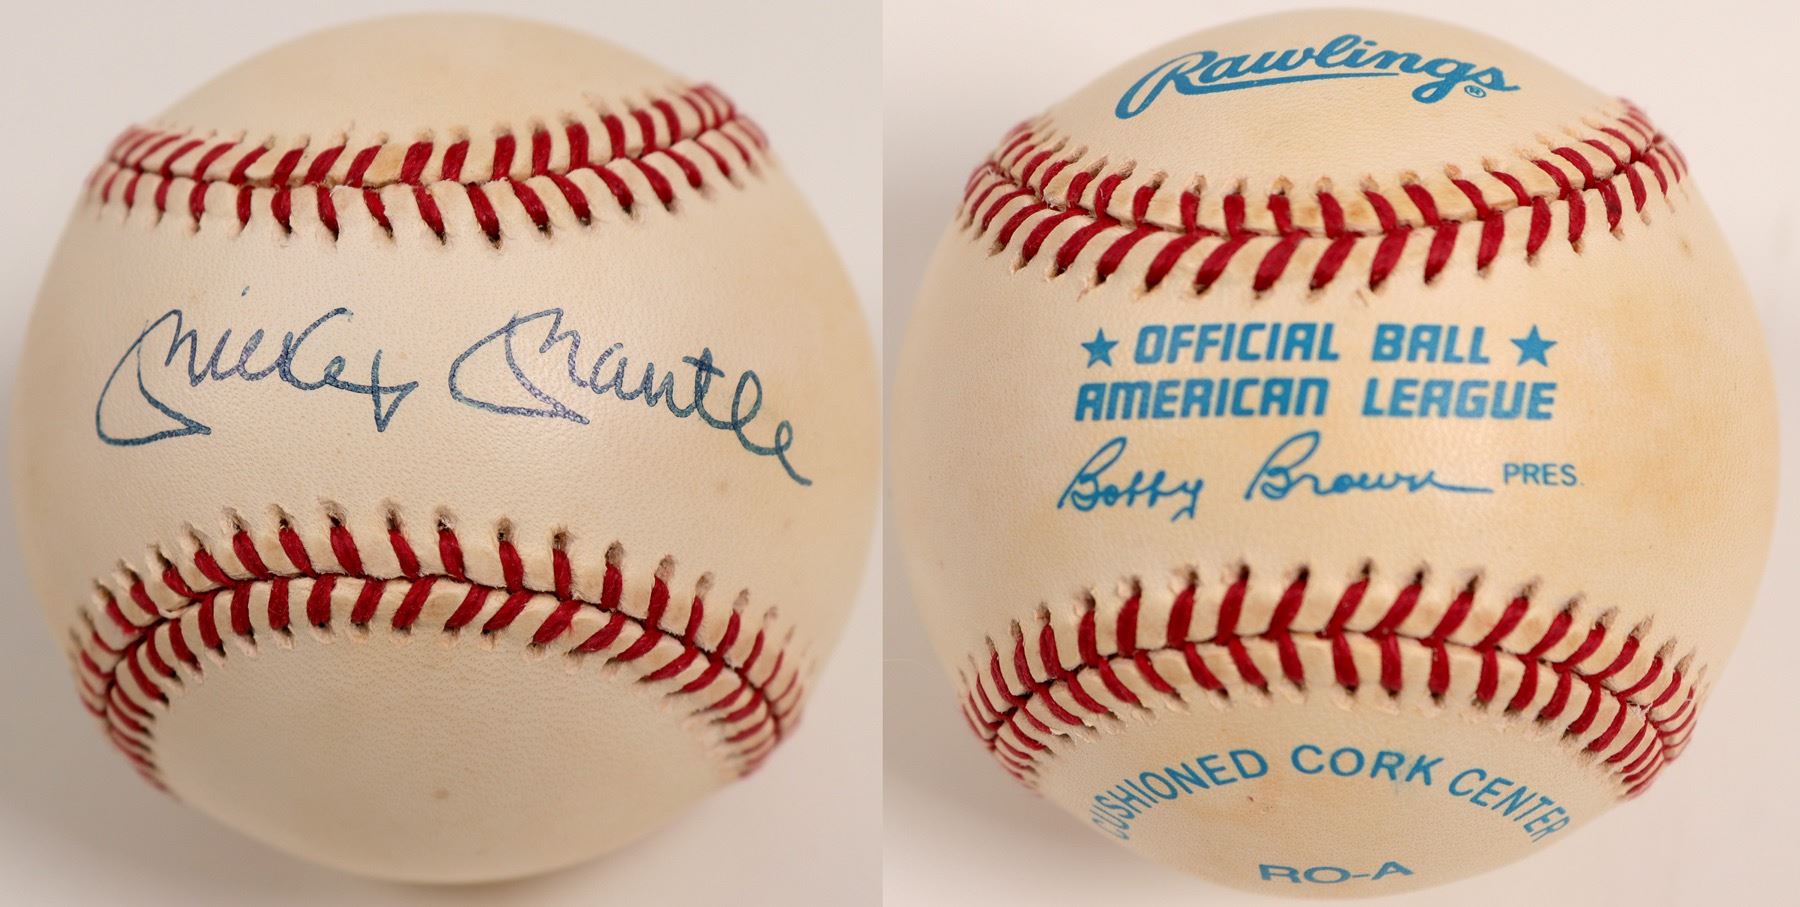 Mickey Mantle
Rawlings®
★ OFFICIAL BALL ★
AMERICAN LEAGUE
Bobby Brown PRES.
CUSHIONED CORK CENTER
RO-A